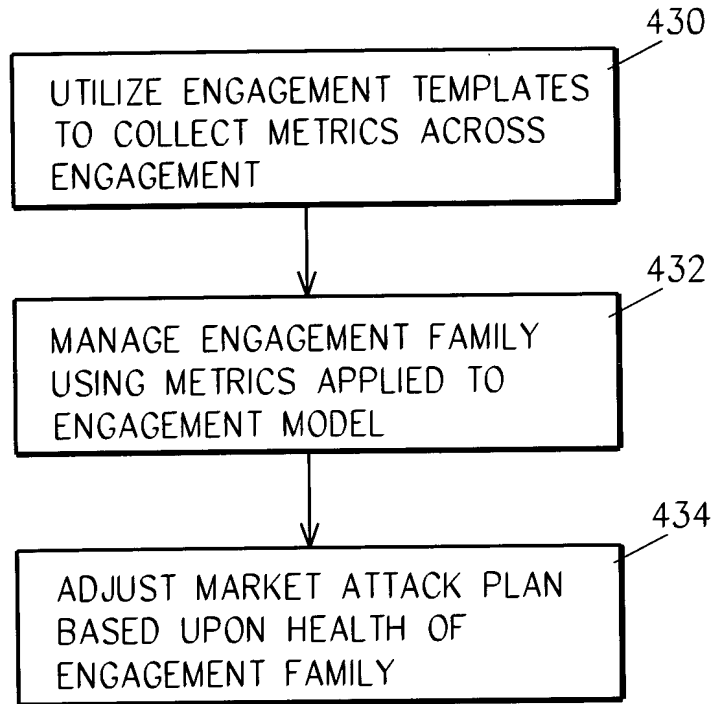 430
UTILIZE ENGAGEMENT TEMPLATES
TO COLLECT METRICS ACROSS
ENGAGEMENT
432
MANAGE ENGAGEMENT FAMILY
USING METRICS APPLIED TO
ENGAGEMENT MODEL
434
ADJUST MARKET ATTACK PLAN
BASED UPON HEALTH OF
ENGAGEMENT FAMILY